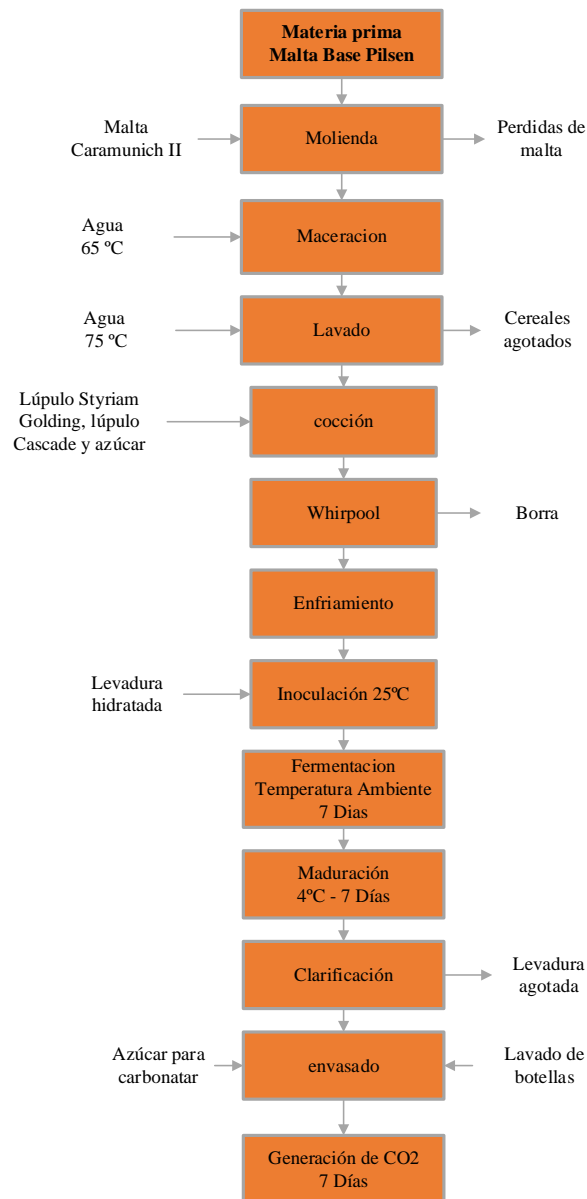 Materia prima
Malta Base Pilsen
Malta
Caramunich II
Molienda
Perdidas de
malta
Agua
65 ºC
Maceracion
Agua
75 ºC
Lavado
Cereales
agotados
Lúpulo Styriam
Golding, lúpulo
Cascade y azúcar
cocción
Whirpool
Borra
Enfriamiento
Levadura
hidratada
Inoculación 25ºC
Fermentacion
Temperatura Ambiente
7 Dias
Maduración
4ºC - 7 Días
Clarificación
Levadura
agotada
Azúcar para
carbonatar
envasado
Lavado de
botellas
Generación de CO2
7 Días